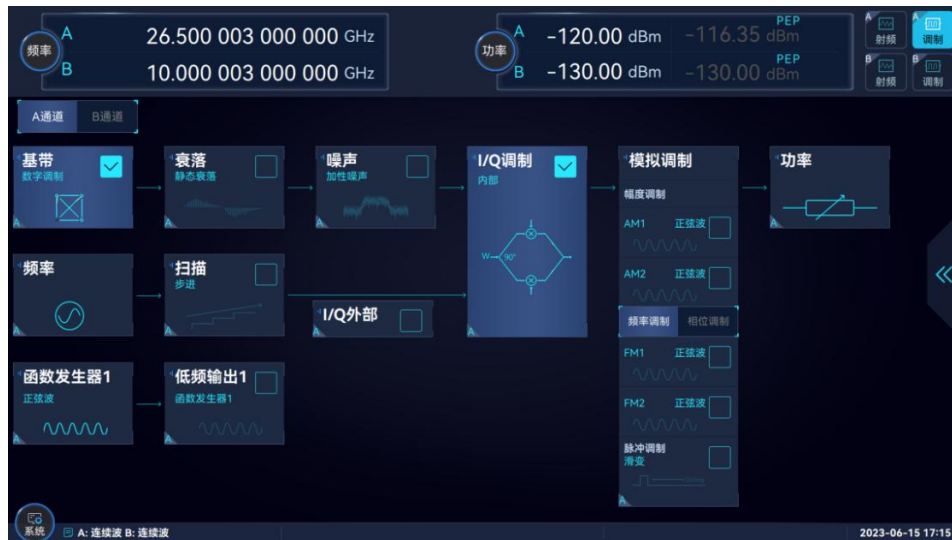 频率
A 26.500 003 000 000 GHz
B 10.000 003 000 000 GHz
功率
PEP
A -120.00 dBm -116.35 dBm
PEP
B -130.00 dBm -130.00 dBm
A 射频
A 调制
B 射频
B 调制
A通道 B通道
基带
数字调制
A
衰落
静态衰落
A
噪声
加性噪声
A
I/Q调制
内部
W 90°
A
模拟调制
幅度调制
AM1 正弦波
AM2 正弦波
频率调制 相位调制
FM1 正弦波
FM2 正弦波
脉冲调制
滑变
A
功率
A
频率
A
扫描
步进
A
I/Q外部
A
函数发生器1
正弦波
A
低频输出1
函数发生器1
A
系统
A: 连续波 B: 连续波
2023-06-15 17:15